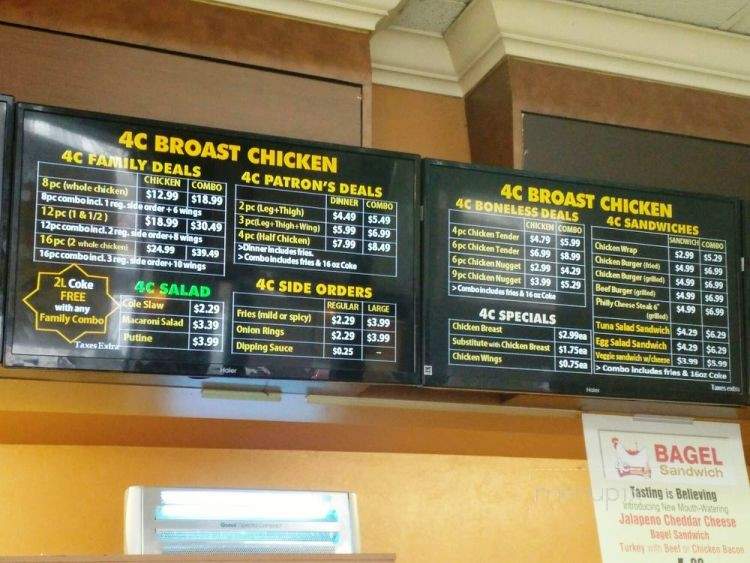 4C BROAST CHICKEN
4C FAMILY DEALS
CHICKEN COMBO
8 pc (whole chicken) $12.99 $18.99
8pc combo incl. 1 reg. side order + 6 wings
12 pc (1 & 1/2) $18.99 $30.49
12pc combo incl. 2 reg. side order+8 wings
16 pc (2 whole chicken) $24.99 $39.49
16pc combo incl. 3 reg. side order+10 wings
2L Coke
FREE
with any
Family Combo
4C SALAD
Cole Slaw $2.29
Macaroni Salad $3.39
Putine $3.99
Taxes Extra
4C PATRON'S DEALS
DINNER COMBO
2 pc (Leg+Thigh) $4.49 $5.49
3 pc(Leg+Thigh+Wing) $5.99 $6.99
4 pc (Half Chicken) $7.99 $8.49
>Dinner includes fries.
> Combo includes fries & 16 oz Coke
4C SIDE ORDERS
REGULAR LARGE
Fries (mild or spicy) $2.29 $3.99
Onion Rings $2.29 $3.99
Dipping Sauce $0.25 –
Haier
4C BROAST CHICKEN
4C BONELESS DEALS
CHICKEN COMBO
4 pc Chicken Tender $4.79 $5.99
6 pc Chicken Tender $6.99 $8.99
6 pc Chicken Nugget $2.99 $4.29
9 pc Chicken Nugget $3.99 $5.29
> Combo includes fries & 16 oz Coke
4C SPECIALS
Chicken Breast $2.99ea
Substitute with Chicken Breast $1.75ea
Chicken Wings $0.75ea
4C SANDWICHES
SANDWICH COMBO
Chicken Wrap $2.99 $5.29
Chicken Burger (fried) $4.99 $6.99
Chicken Burger (grilled) $4.99 $6.99
Beef Burger (grilled) $4.99 $6.99
Philly Cheese Steak 6" (grilled) $4.99 $6.99
Tuna Salad Sandwich $4.29 $6.29
Egg Salad Sandwich $4.29 $6.29
Veggie sandwich w/cheese $3.99 $5.99
> Combo includes fries & 16oz Coke
Taxes extra
Haier
BAGEL
Sandwich
Tasting is Believing
Introducing New Mouth-Watering
Jalapeno Cheddar Cheese
Bagel Sandwich
Turkey with Beef or Chicken Bacon